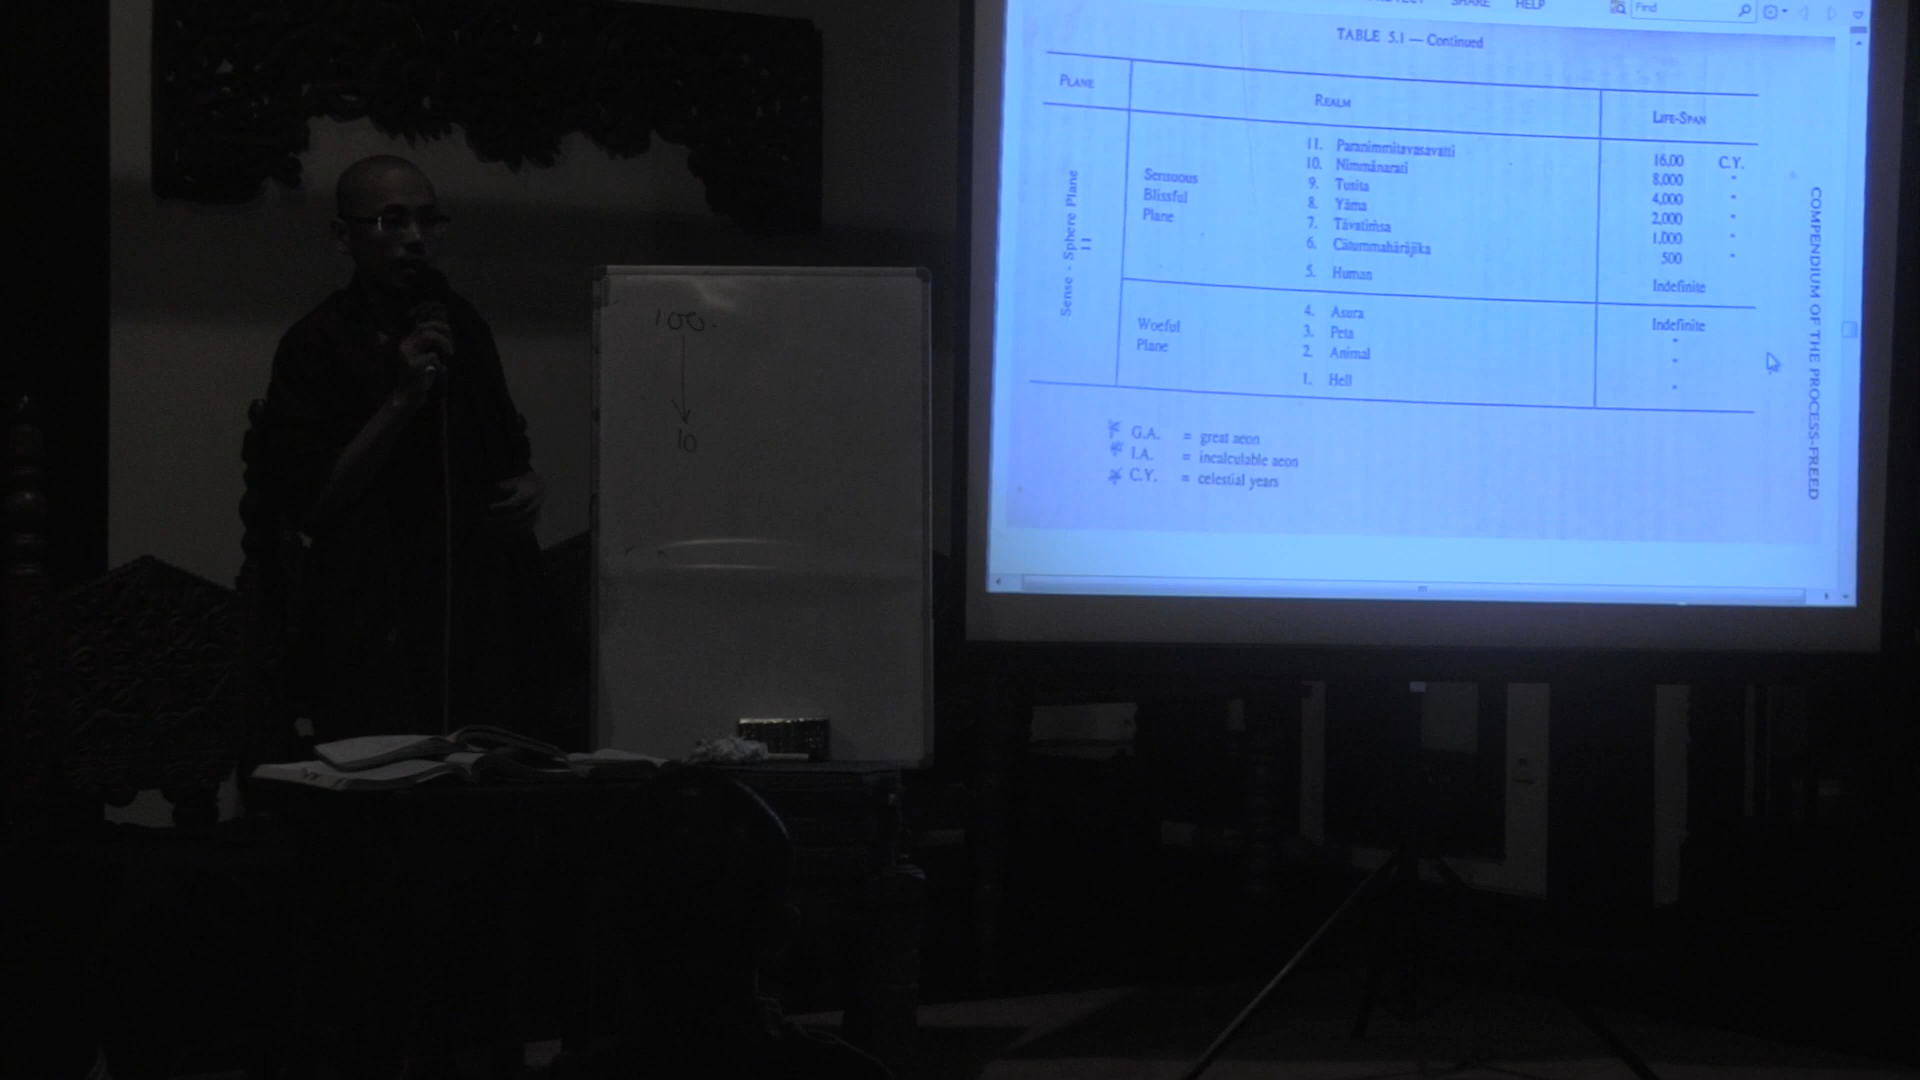 100.
10
SHARE HELP Find
TABLE 5.1 — Continued
PLANE REALM LIFE-SPAN
Sense - Sphere Plane
11
Sensuous
Blissful
Plane
11. Paranimmitavasavatti 16,00 C.Y.
10. Nimmānarati 8,000 "
9. Tusita 4,000 "
8. Yāma 2,000 "
7. Tāvatiṁsa 1,000 "
6. Cātummahārājika 500 "
5. Human Indefinite
Woeful
Plane
4. Asura Indefinite
3. Peta "
2. Animal "
1. Hell "
G.A. = great aeon
I.A. = incalculable aeon
C.Y. = celestial years
COMPENDIUM OF THE PROCESS-FREED